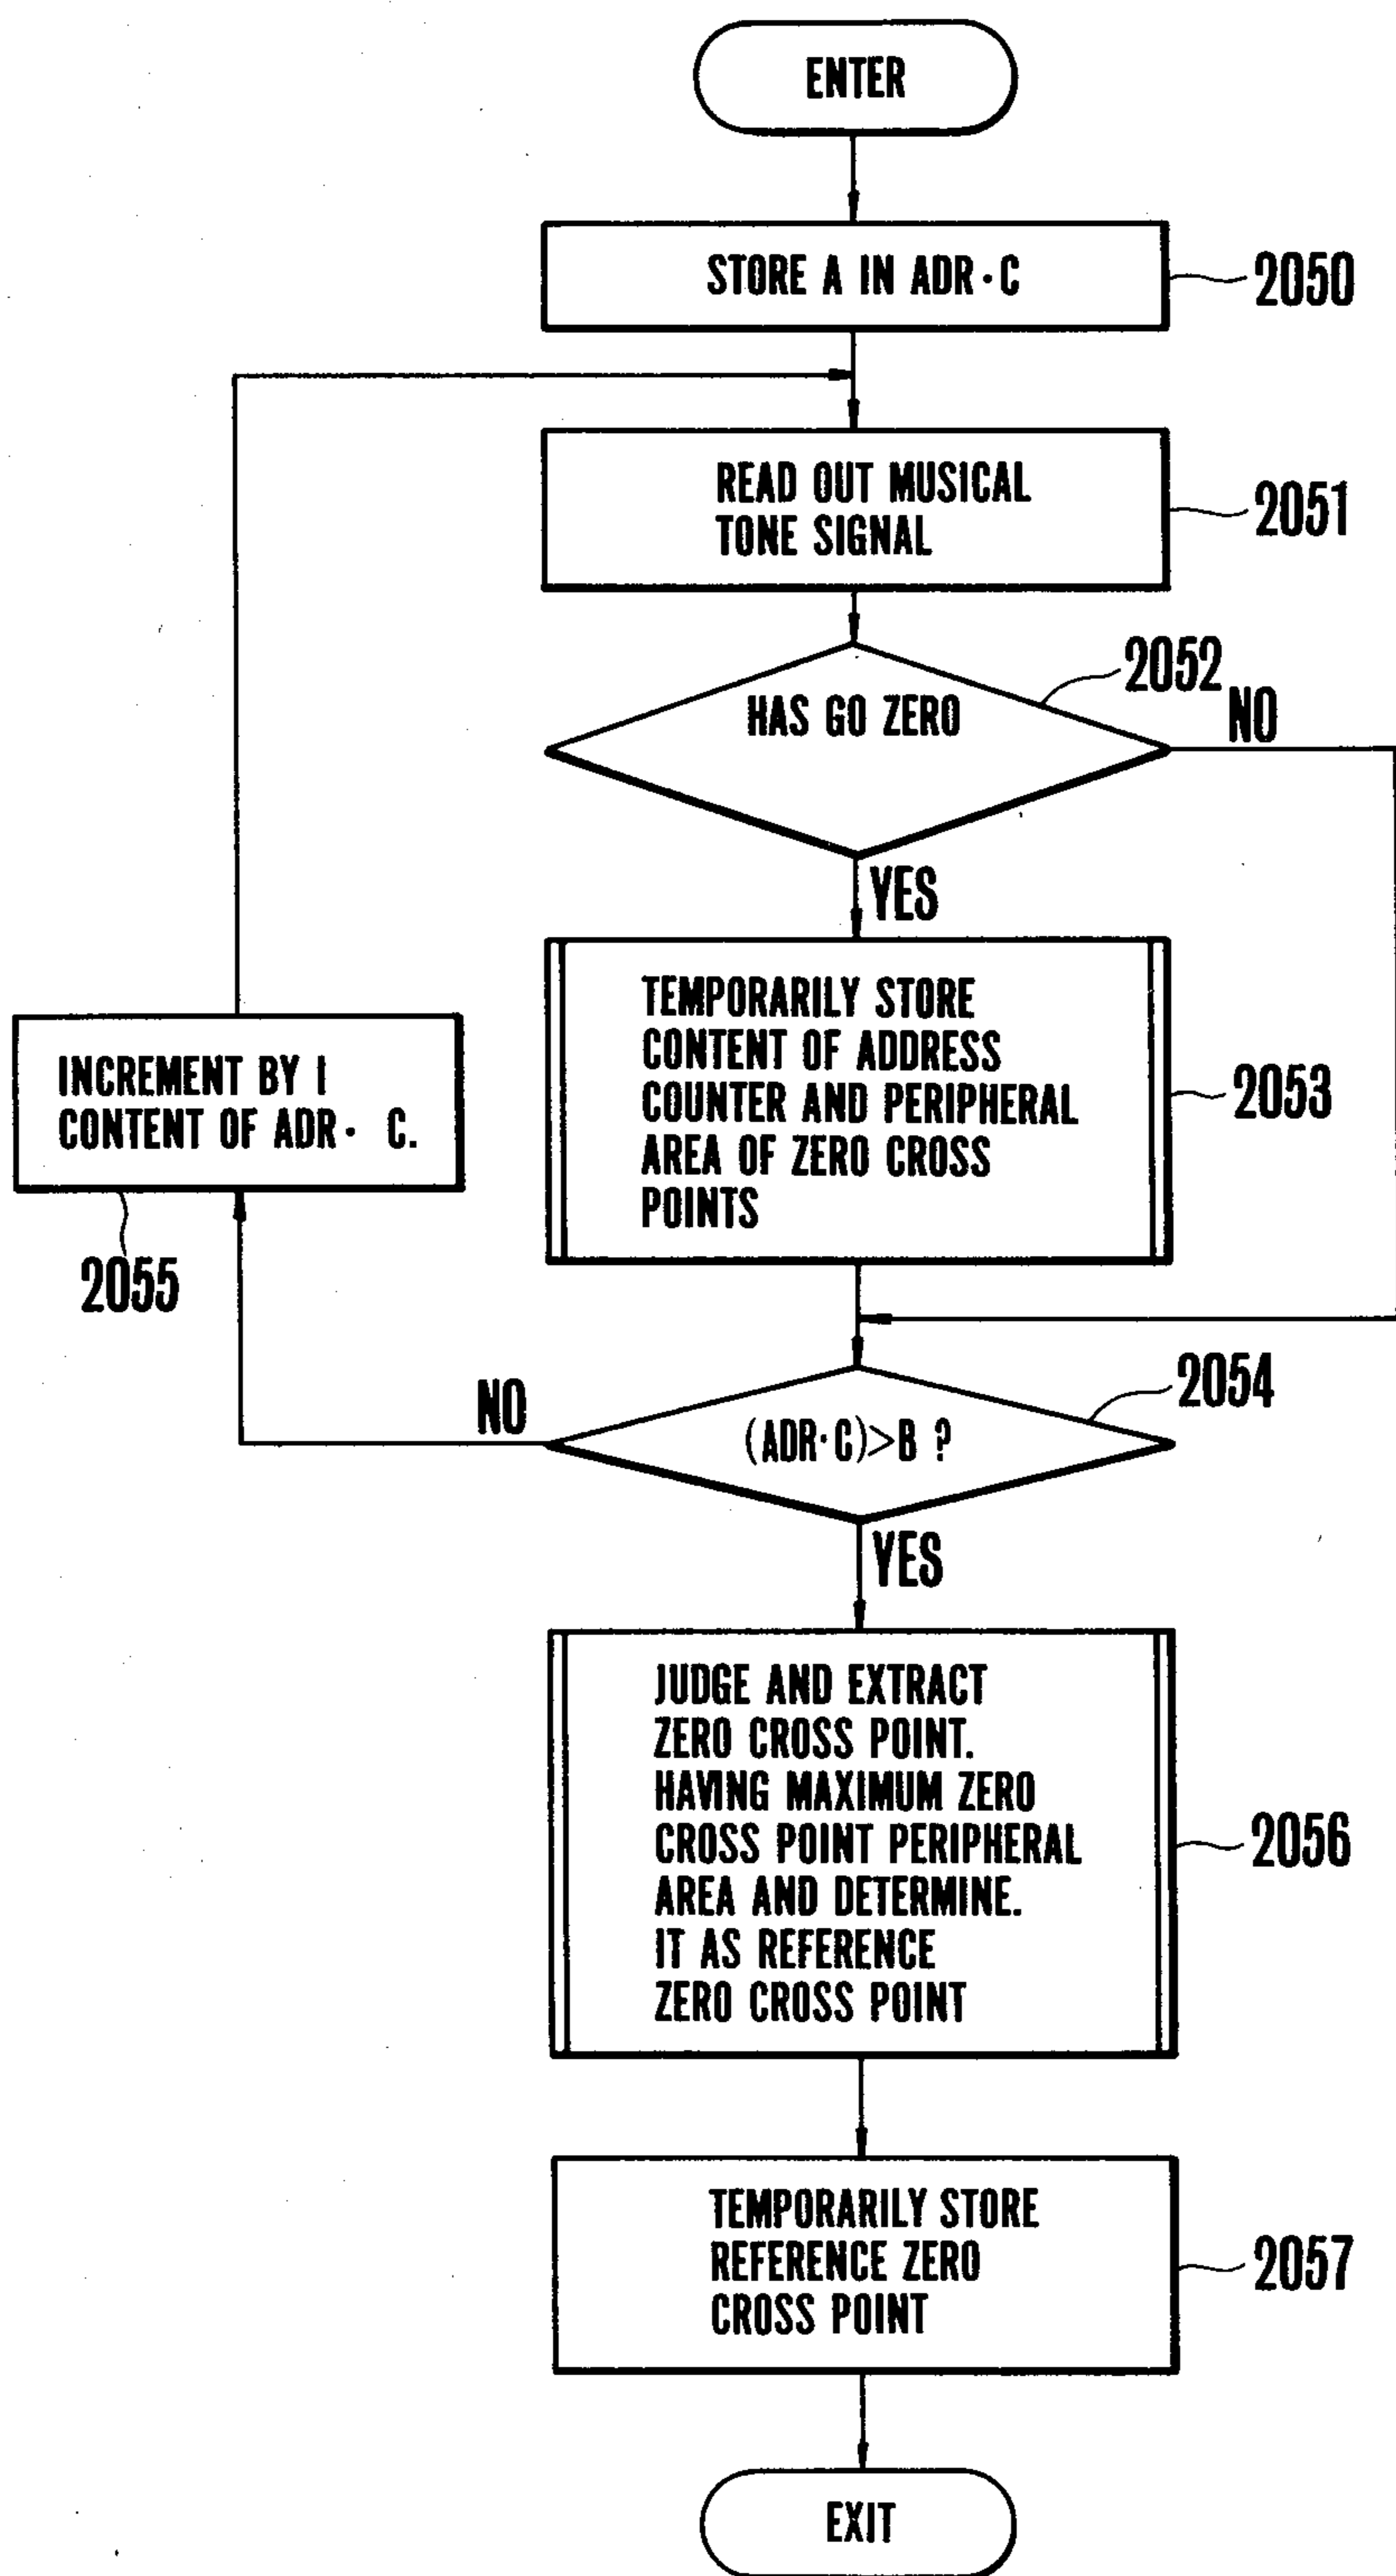 ENTER
STORE A IN ADR·C
2050
READ OUT MUSICAL
TONE SIGNAL
2051
2052
HAS GO ZERO
NO
YES
TEMPORARILY STORE
CONTENT OF ADDRESS
COUNTER AND PERIPHERAL
AREA OF ZERO CROSS
POINTS
2053
INCREMENT BY 1
CONTENT OF ADR· C.
2055
2054
NO
(ADR·C)>B ?
YES
JUDGE AND EXTRACT
ZERO CROSS POINT.
HAVING MAXIMUM ZERO
CROSS POINT PERIPHERAL
AREA AND DETERMINE.
IT AS REFERENCE
ZERO CROSS POINT
2056
TEMPORARILY STORE
REFERENCE ZERO
CROSS POINT
2057
EXIT